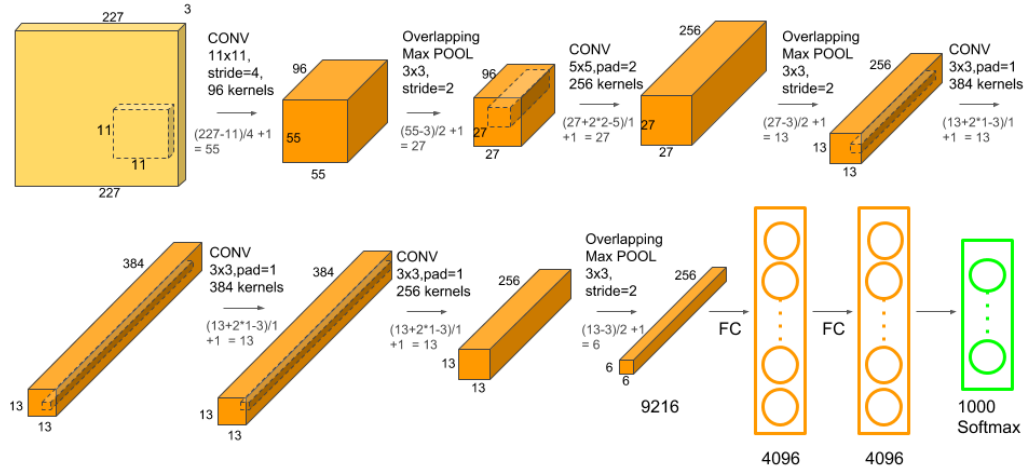 227
3
CONV
11x11,
stride=4,
96 kernels
(227-11)/4 +1
= 55
11
11
227
96
55
55
Overlapping
Max POOL
3x3,
stride=2
(55-3)/2 +1
= 27
96
27
27
CONV
5x5,pad=2
256 kernels
(27+2*2-5)/1
+1 = 27
256
27
27
Overlapping
Max POOL
3x3,
stride=2
(27-3)/2 +1
= 13
256
13
13
CONV
3x3,pad=1
384 kernels
(13+2*1-3)/1
+1 = 13
384
13
13
CONV
3x3,pad=1
384 kernels
(13+2*1-3)/1
+1 = 13
384
13
13
CONV
3x3,pad=1
256 kernels
(13+2*1-3)/1
+1 = 13
256
13
13
Overlapping
Max POOL
3x3,
stride=2
(13-3)/2 +1
= 6
256
6
6
9216
FC
4096
FC
4096
1000
Softmax